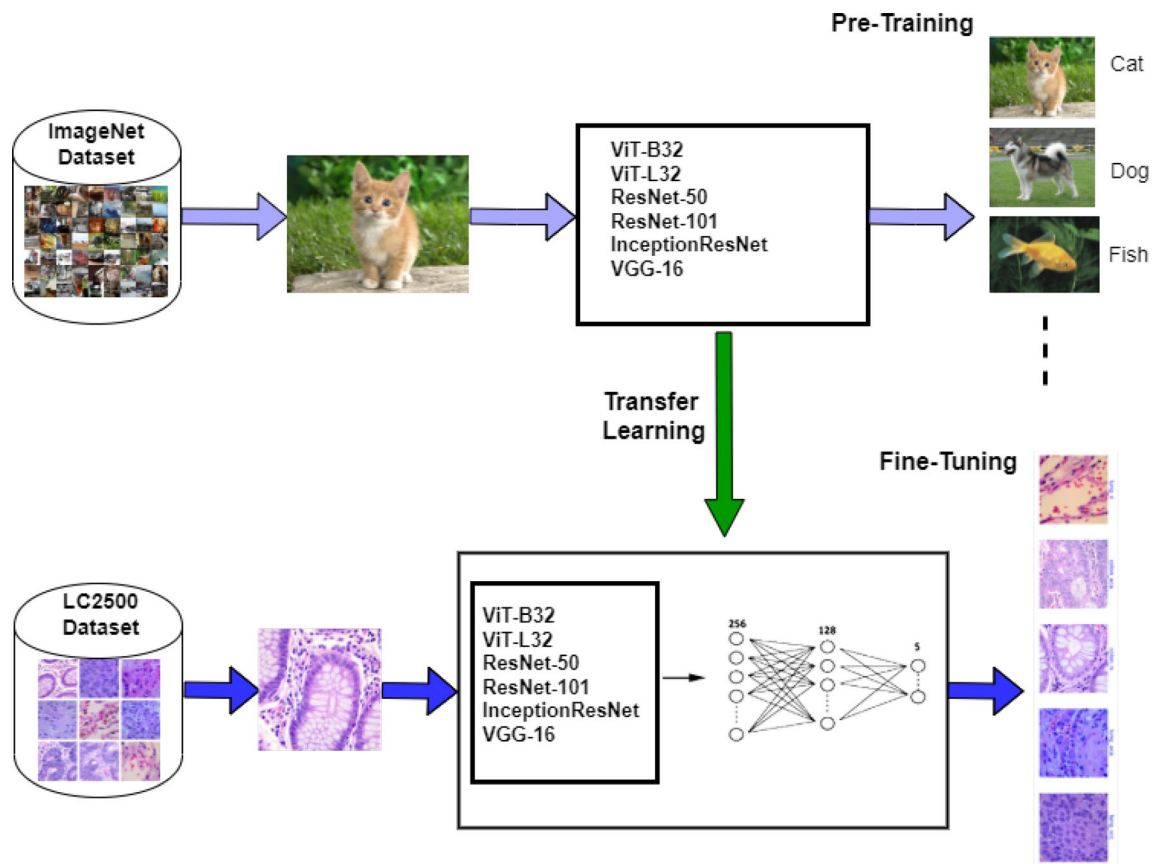 Pre-Training
Cat
Dog
Fish
ImageNet
Dataset
ViT-B32
ViT-L32
ResNet-50
ResNet-101
InceptionResNet
VGG-16
Transfer
Learning
Fine-Tuning
LC2500
Dataset
ViT-B32
ViT-L32
ResNet-50
ResNet-101
InceptionResNet
VGG-16
256
128
5